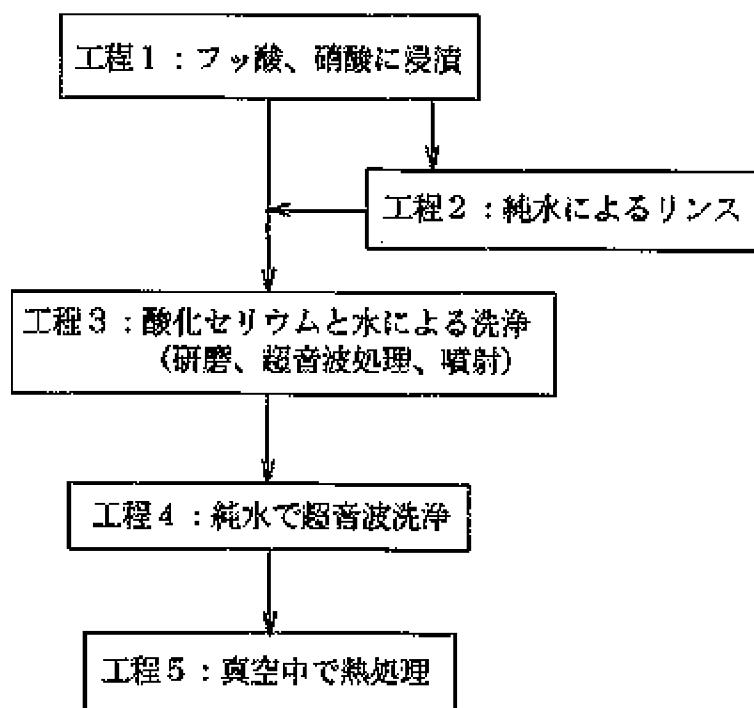 工程1：フッ酸、硝酸に浸漬
工程2：純水によるリンス
工程3：酸化セリウムと水による洗浄
（研磨、超音波処理、噴射）
工程4：純水で超音波洗浄
工程5：真空中で熱処理